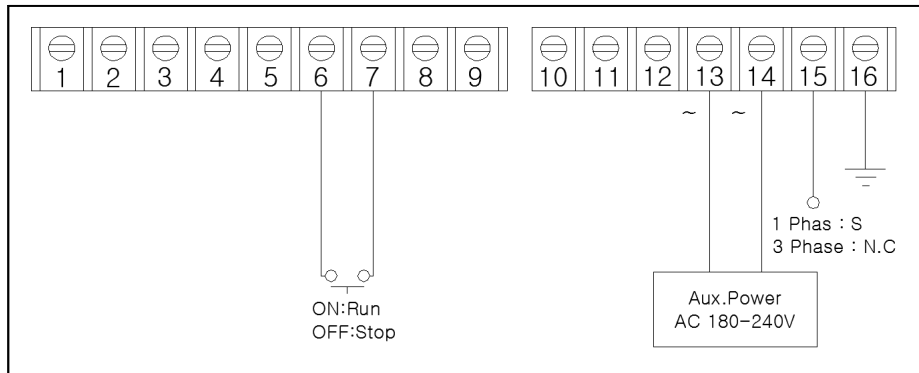 1 2 3 4 5 6 7 8 9 10 11 12 13 14 15 16
~ ~
1 Phas : S
3 Phase : N.C
ON:Run
OFF:Stop
Aux.Power
AC 180-240V